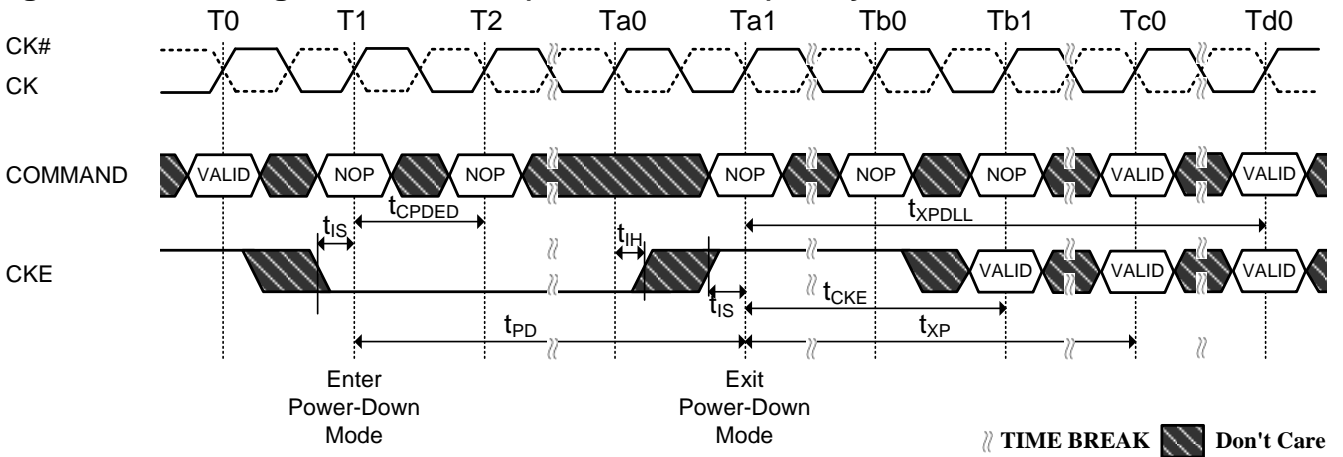 T0 T1 T2 Ta0 Ta1 Tb0 Tb1 Tc0 Td0
CK#
CK
COMMAND VALID NOP NOP NOP NOP NOP VALID VALID
tCPDED tXPDLL
tIS tIH
CKE VALID VALID VALID
tIS tCKE
tPD tXP
Enter Power-Down Mode
Exit Power-Down Mode
TIME BREAK Don't Care